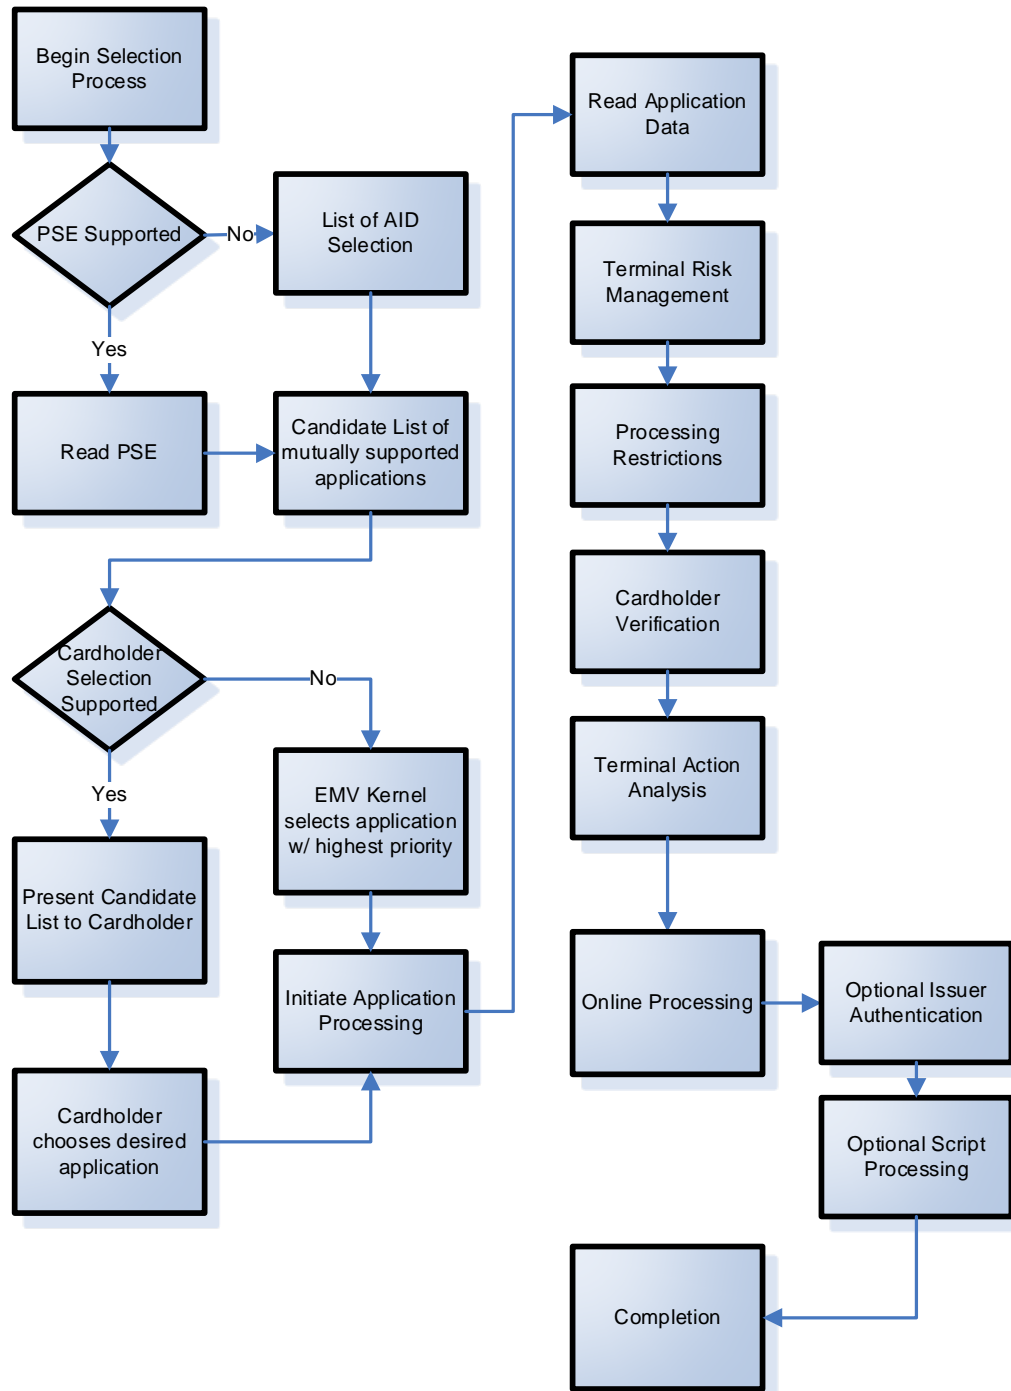 Begin Selection
Process
PSE Supported
No
List of AID
Selection
Yes
Read PSE
Candidate List of
mutually supported
applications
Cardholder
Selection
Supported
No
Yes
EMV Kernel
selects application
w/ highest priority
Present Candidate
List to Cardholder
Initiate Application
Processing
Cardholder
chooses desired
application
Read Application
Data
Terminal Risk
Management
Processing
Restrictions
Cardholder
Verification
Terminal Action
Analysis
Online Processing
Optional Issuer
Authentication
Optional Script
Processing
Completion